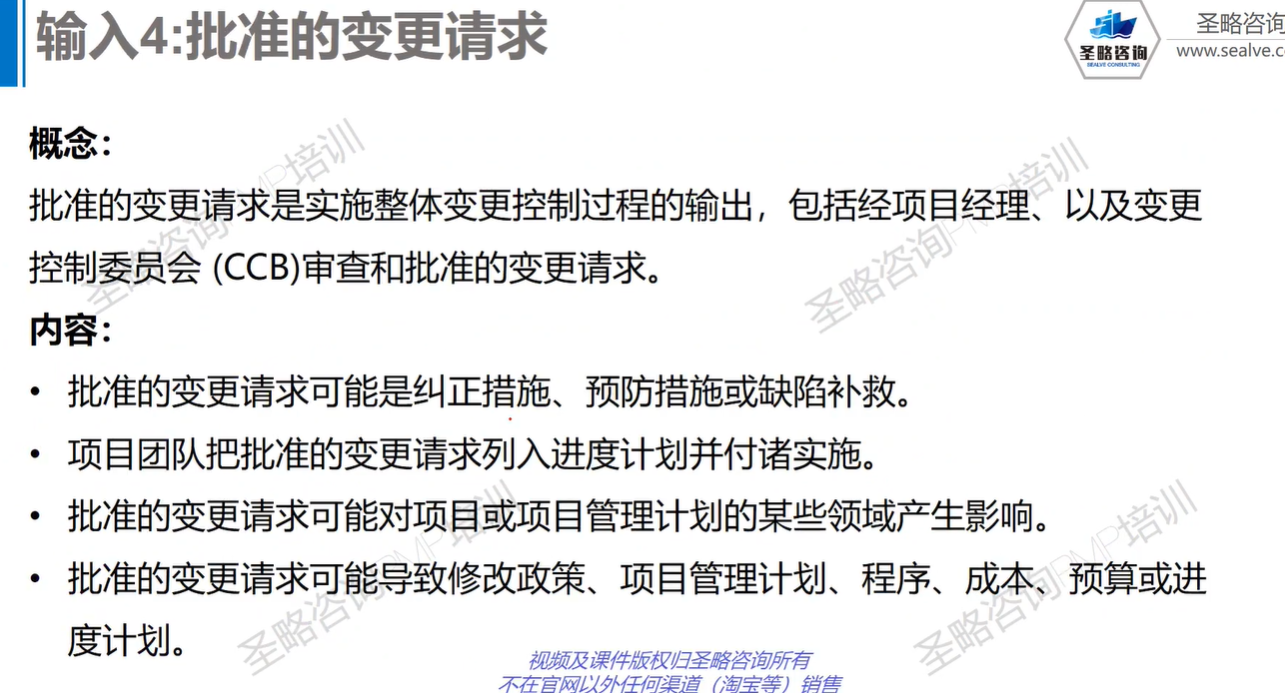 输入4:批准的变更请求
圣略咨询
SEALVE CONSULTING
圣略咨询
www.sealve.c
概念：
批准的变更请求是实施整体变更控制过程的输出，包括经项目经理、以及变更
控制委员会 (CCB)审查和批准的变更请求。
内容：
• 批准的变更请求可能是纠正措施、预防措施或缺陷补救。
• 项目团队把批准的变更请求列入进度计划并付诸实施。
• 批准的变更请求可能对项目或项目管理计划的某些领域产生影响。
• 批准的变更请求可能导致修改政策、项目管理计划、程序、成本、预算或进
度计划。
圣略咨询PMP培训
圣略咨询PMP培训
圣略咨询PMP培训
圣略咨询PMP培训
视频及课件版权归圣略咨询所有
不在官网以外任何渠道（淘宝等）销售